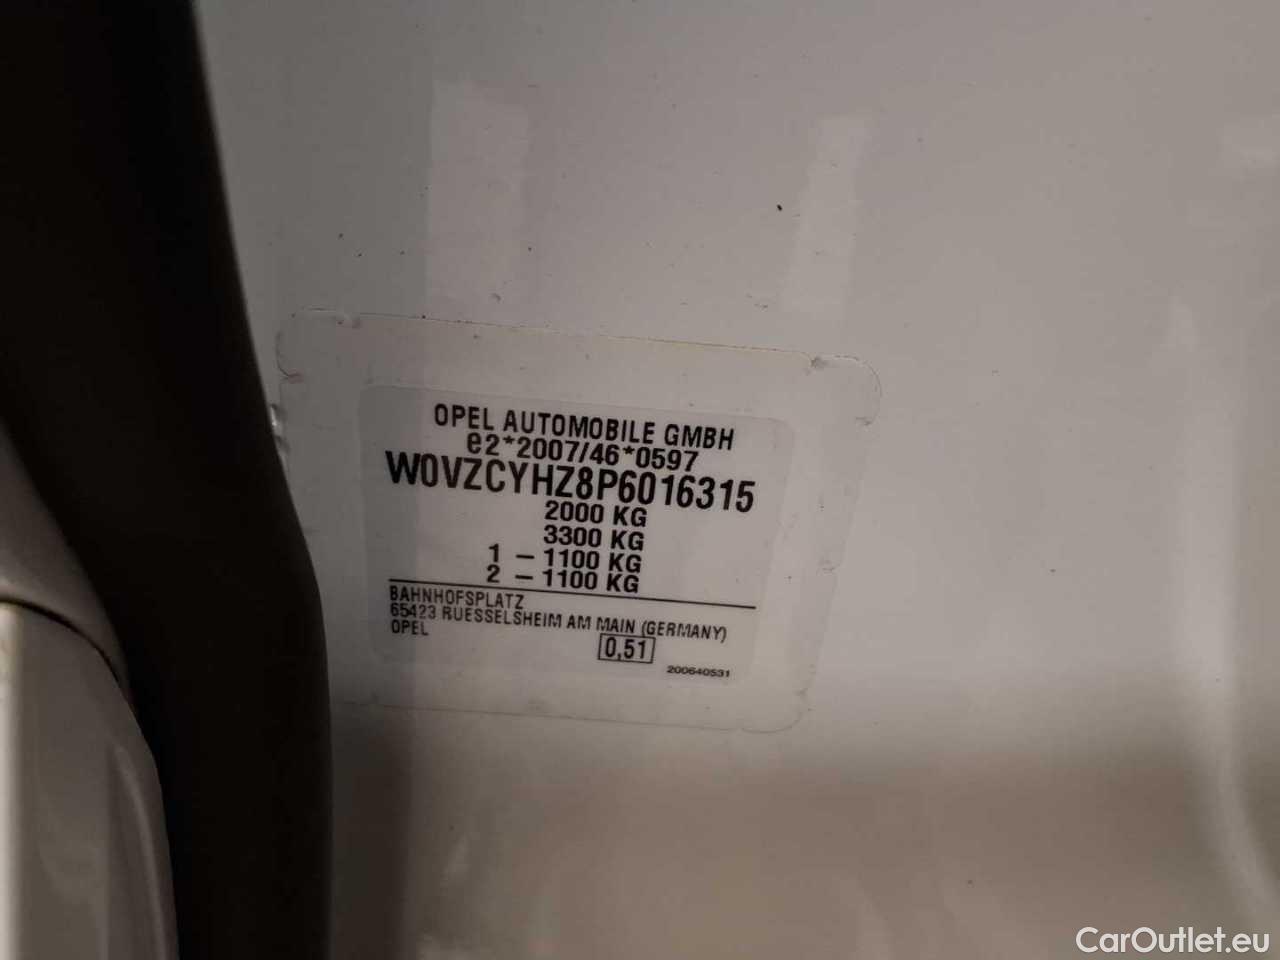 OPEL AUTOMOBILE GMBH
e2*2007/46*0597
W0VZCYHZ8P6016315
2000 KG
3300 KG
1 – 1100 KG
2 – 1100 KG
BAHNHOFSPLATZ
65423 RUESSELSHEIM AM MAIN (GERMANY)
OPEL
0,51
200640531
CarOutlet.eu